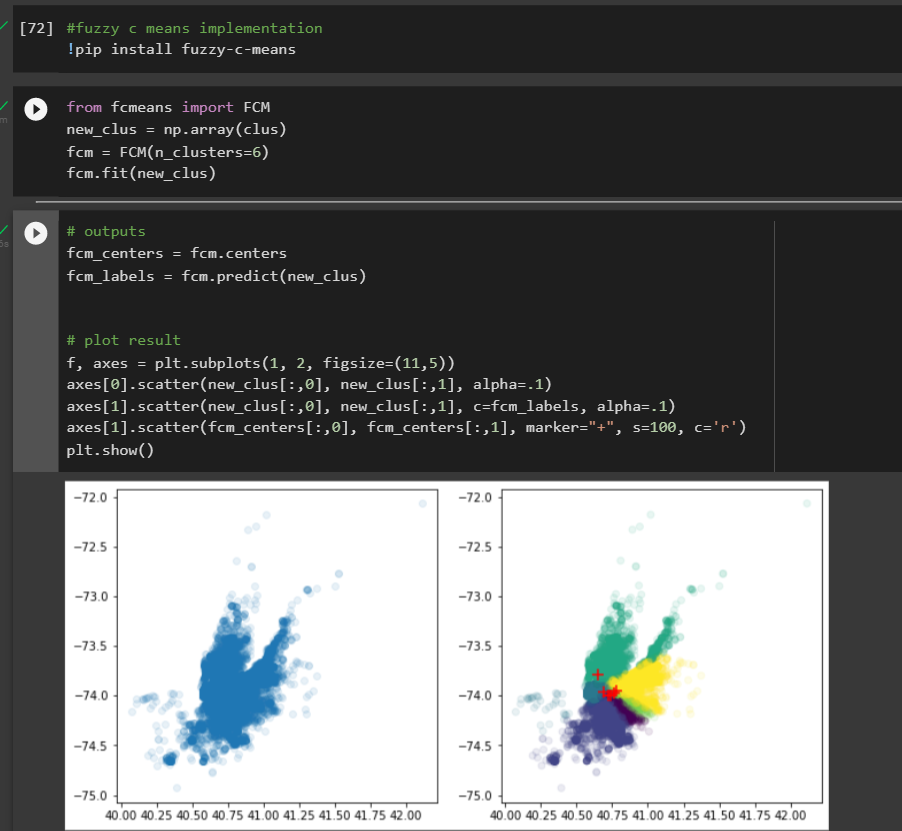 [72] #fuzzy c means implementation
!pip install fuzzy-c-means
from fcmeans import FCM
new_clus = np.array(clus)
fcm = FCM(n_clusters=6)
fcm.fit(new_clus)
# outputs
fcm_centers = fcm.centers
fcm_labels = fcm.predict(new_clus)
# plot result
f, axes = plt.subplots(1, 2, figsize=(11,5))
axes[0].scatter(new_clus[:,0], new_clus[:,1], alpha=.1)
axes[1].scatter(new_clus[:,0], new_clus[:,1], c=fcm_labels, alpha=.1)
axes[1].scatter(fcm_centers[:,0], fcm_centers[:,1], marker="+", s=100, c='r')
plt.show()
−72.0
−72.5
−73.0
−73.5
−74.0
−74.5
−75.0
40.00 40.25 40.50 40.75 41.00 41.25 41.50 41.75 42.00
−72.0
−72.5
−73.0
−73.5
−74.0
−74.5
−75.0
40.00 40.25 40.50 40.75 41.00 41.25 41.50 41.75 42.00